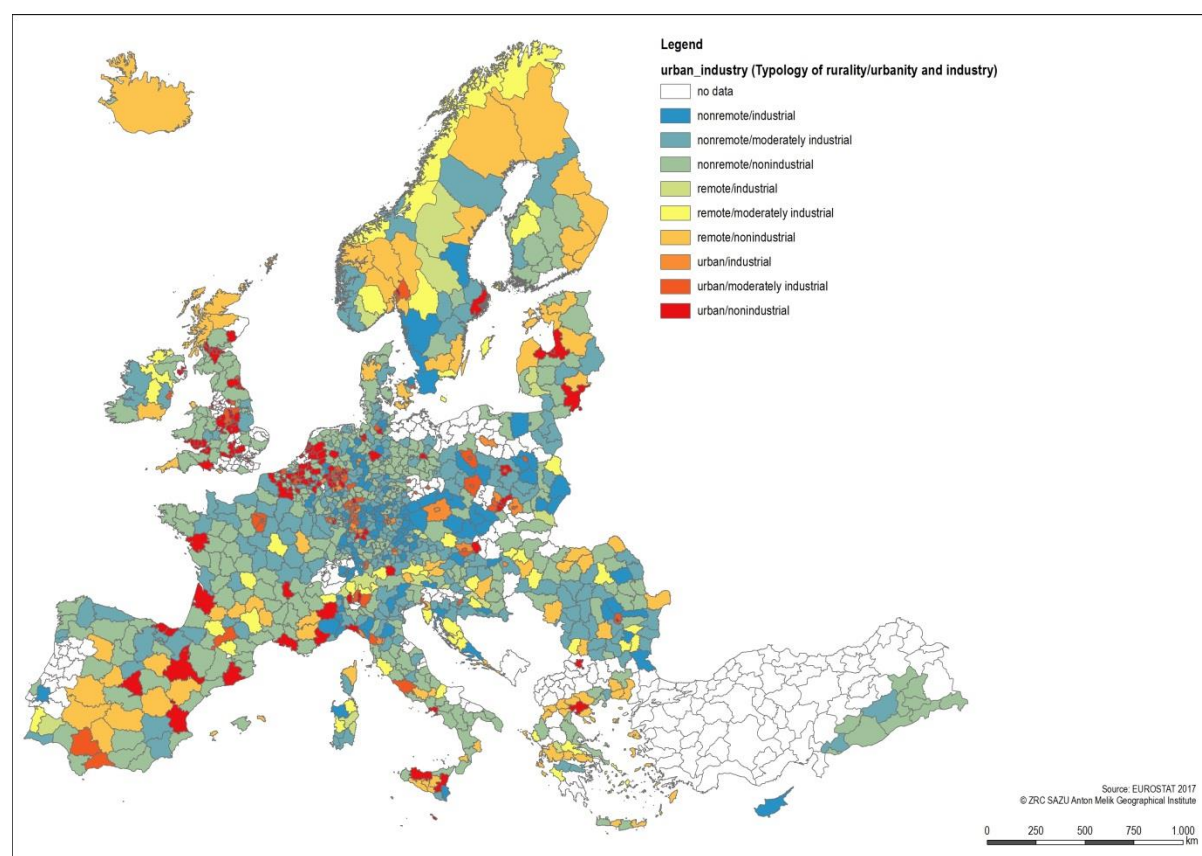 Legend
urban_industry (Typology of rurality/urbanity and industry)
no data
nonremote/industrial
nonremote/moderately industrial
nonremote/nonindustrial
remote/industrial
remote/moderately industrial
remote/nonindustrial
urban/industrial
urban/moderately industrial
urban/nonindustrial
Source: EUROSTAT 2017
© ZRC SAZU Anton Melik Geographical Institute
0 250 500 750 1.000
km